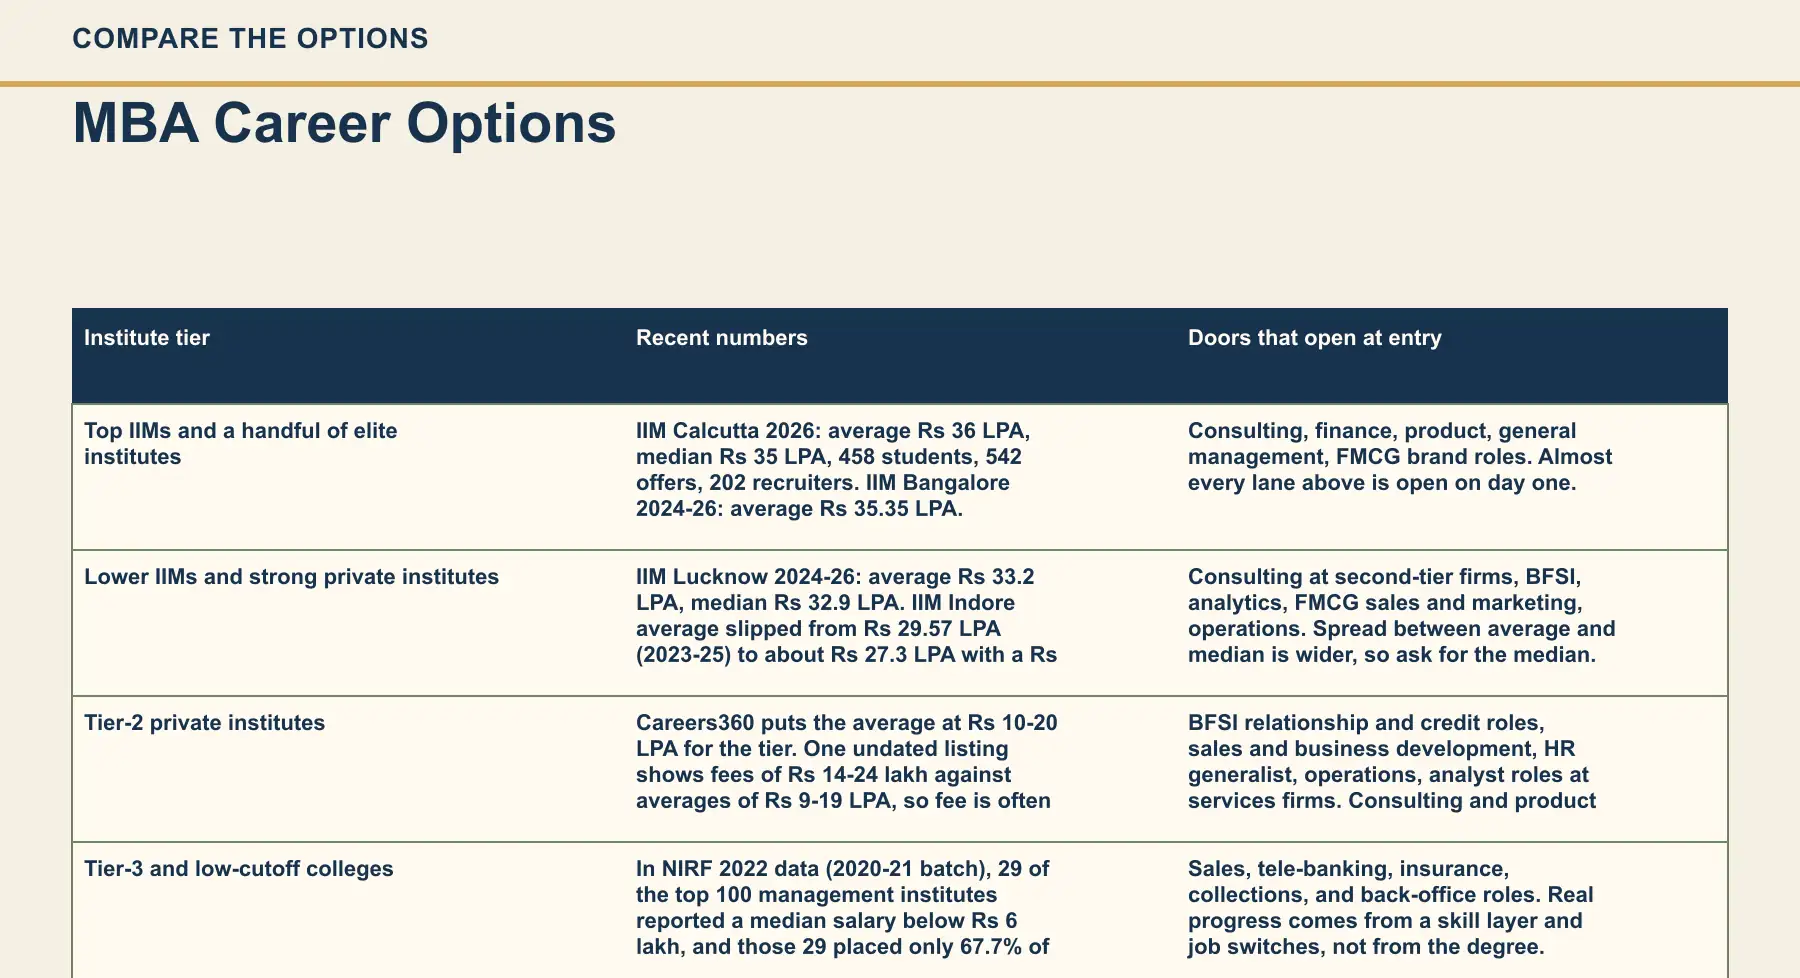 COMPARE THE OPTIONS
MBA Career Options
Institute tier
Recent numbers
Doors that open at entry
Top IIMs and a handful of elite
institutes
IIM Calcutta 2026: average Rs 36 LPA,
median Rs 35 LPA, 458 students, 542
offers, 202 recruiters. IIM Bangalore
2024-26: average Rs 35.35 LPA.
Consulting, finance, product, general
management, FMCG brand roles. Almost
every lane above is open on day one.
Lower IIMs and strong private institutes
IIM Lucknow 2024-26: average Rs 33.2
LPA, median Rs 32.9 LPA. IIM Indore
average slipped from Rs 29.57 LPA
(2023-25) to about Rs 27.3 LPA with a Rs
Consulting at second-tier firms, BFSI,
analytics, FMCG sales and marketing,
operations. Spread between average and
median is wider, so ask for the median.
Tier-2 private institutes
Careers360 puts the average at Rs 10-20
LPA for the tier. One undated listing
shows fees of Rs 14-24 lakh against
averages of Rs 9-19 LPA, so fee is often
BFSI relationship and credit roles,
sales and business development, HR
generalist, operations, analyst roles at
services firms. Consulting and product
Tier-3 and low-cutoff colleges
In NIRF 2022 data (2020-21 batch), 29 of
the top 100 management institutes
reported a median salary below Rs 6
lakh, and those 29 placed only 67.7% of
Sales, tele-banking, insurance,
collections, and back-office roles. Real
progress comes from a skill layer and
job switches, not from the degree.